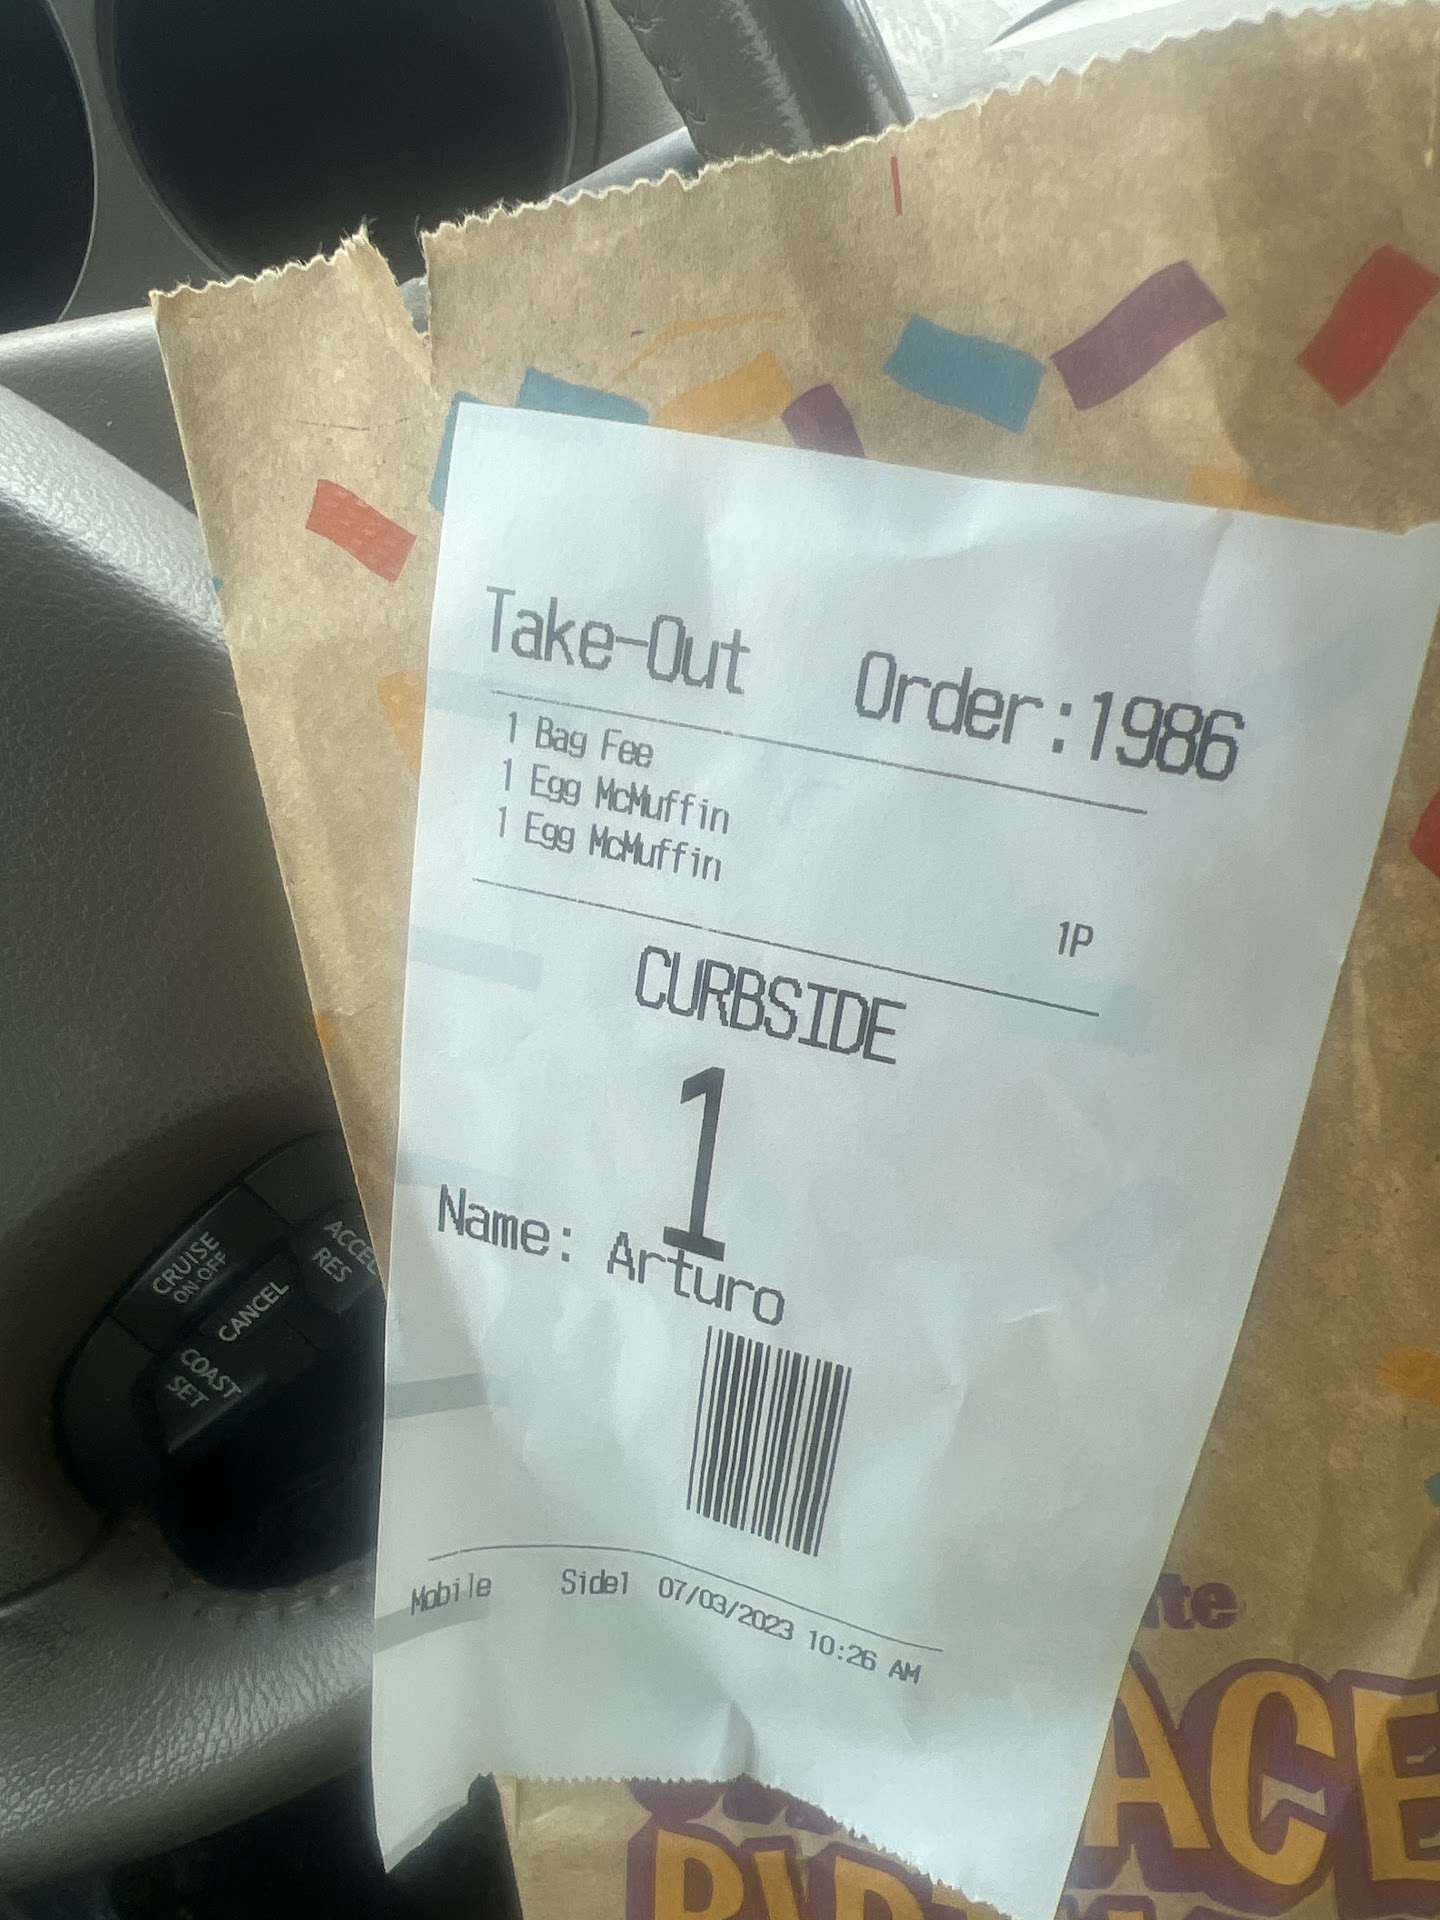 Take-Out Order:1986
1 Bag Fee
1 Egg McMuffin
1 Egg McMuffin
1P
CURBSIDE
1
Name: Arturo
Mobile Side1 07/03/2023 10:26 AM
CRUISE
ON·OFF
CANCEL
COAST
SET
RES